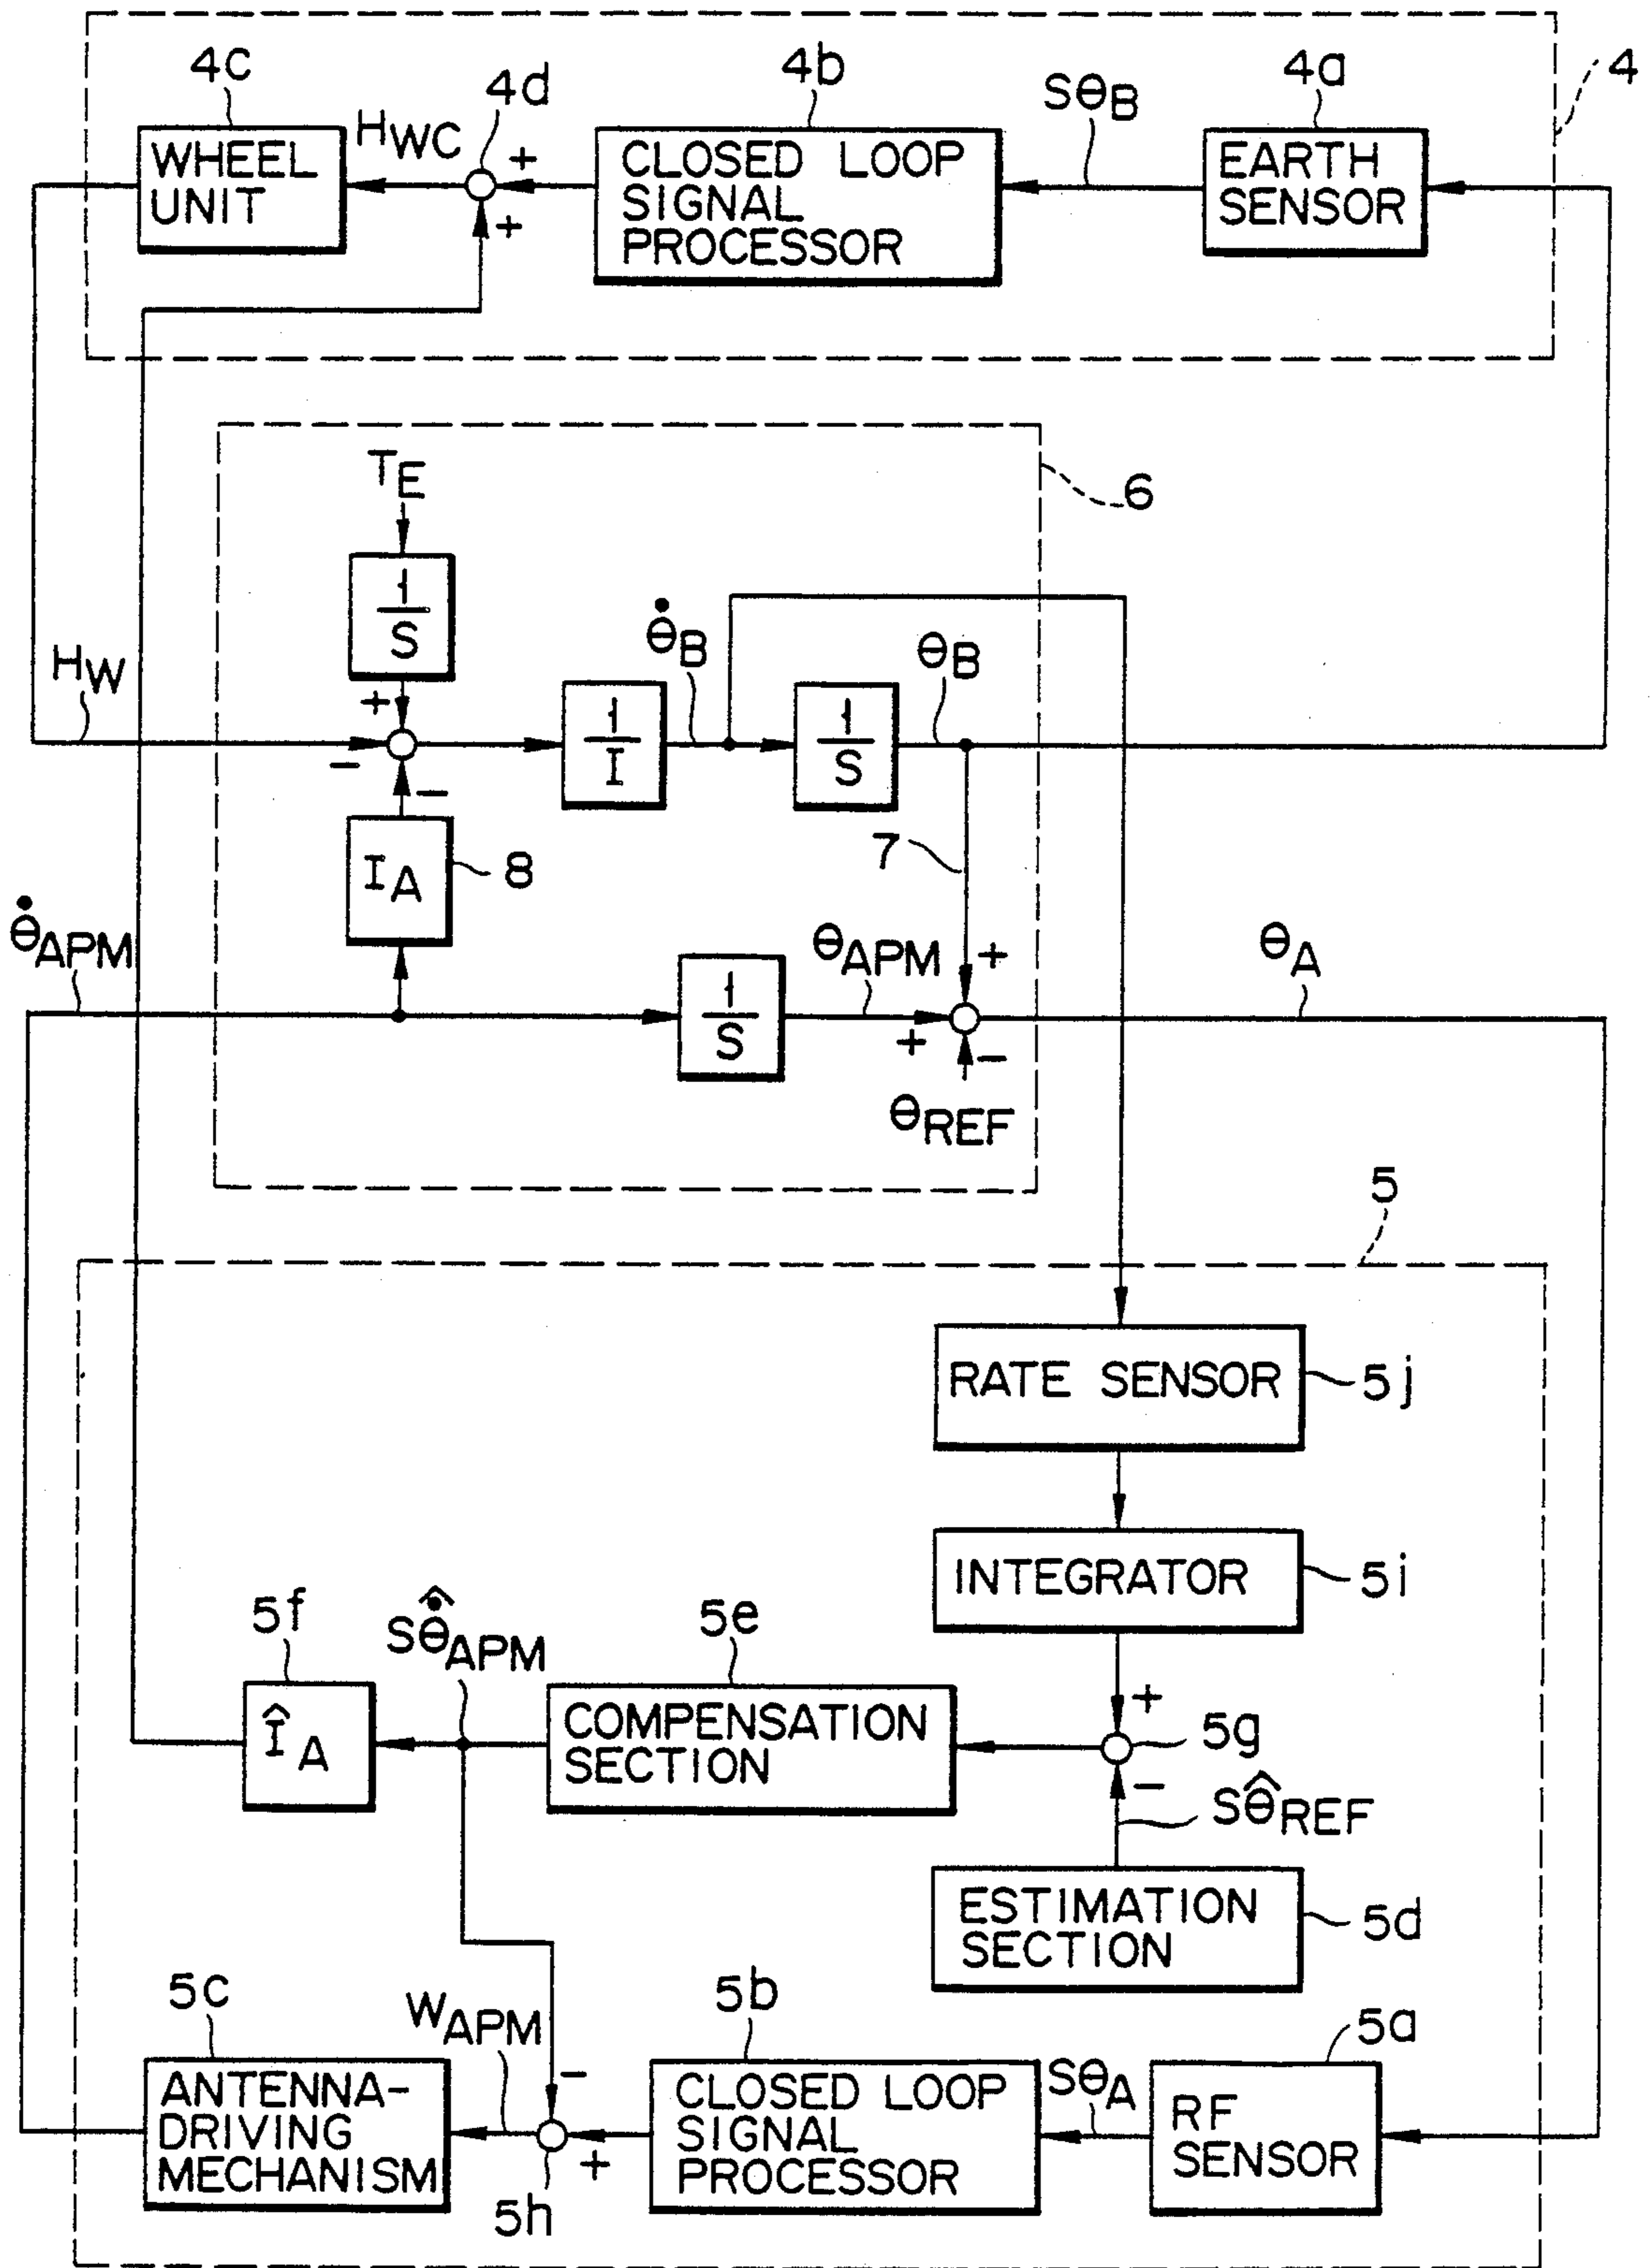 4c
4d
4b
Sθ_B
4a
4
WHEEL
UNIT
H_WC
+
+
CLOSED LOOP
SIGNAL
PROCESSOR
EARTH
SENSOR
T_E
6
1
S
H_W
+
−
−
1
I
θ̇_B
1
S
θ_B
I_A
8
7
θ̇_APM
1
S
θ_APM
+
+
−
θ_REF
θ_A
5
RATE SENSOR
5j
INTEGRATOR
5i
5f
Sθ̇̂_APM
5e
Î_A
COMPENSATION
SECTION
+
5g
−
Sθ̂_REF
ESTIMATION
SECTION
5d
5c
W_APM
5b
5a
ANTENNA-
DRIVING
MECHANISM
−
+
5h
CLOSED LOOP
SIGNAL
PROCESSOR
Sθ_A
RF
SENSOR